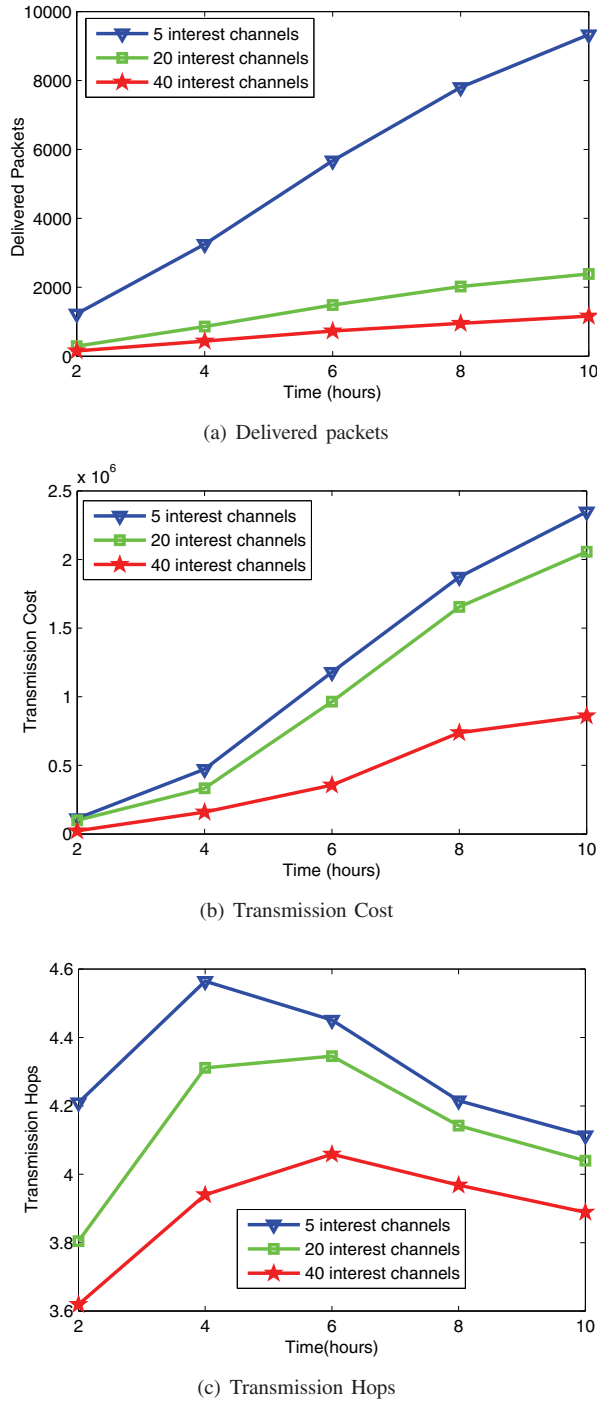 10000
8000
6000
4000
2000
0
Delivered Packets
5 interest channels
20 interest channels
40 interest channels
2 4 6 8 10
Time (hours)
(a) Delivered packets
x 10^6
2.5
2
1.5
1
0.5
0
Transmission Cost
5 interest channels
20 interest channels
40 interest channels
2 4 6 8 10
Time (hours)
(b) Transmission Cost
4.6
4.4
4.2
4
3.8
3.6
Transmission Hops
5 interest channels
20 interest channels
40 interest channels
2 4 6 8 10
Time(hours)
(c) Transmission Hops